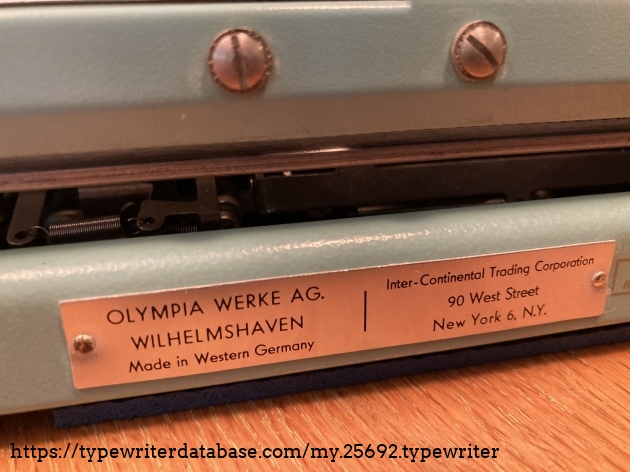 OLYMPIA WERKE AG.
WILHELMSHAVEN
Made in Western Germany
Inter-Continental Trading Corporation
90 West Street
New York 6, N.Y.
https://typewriterdatabase.com/my.25692.typewriter